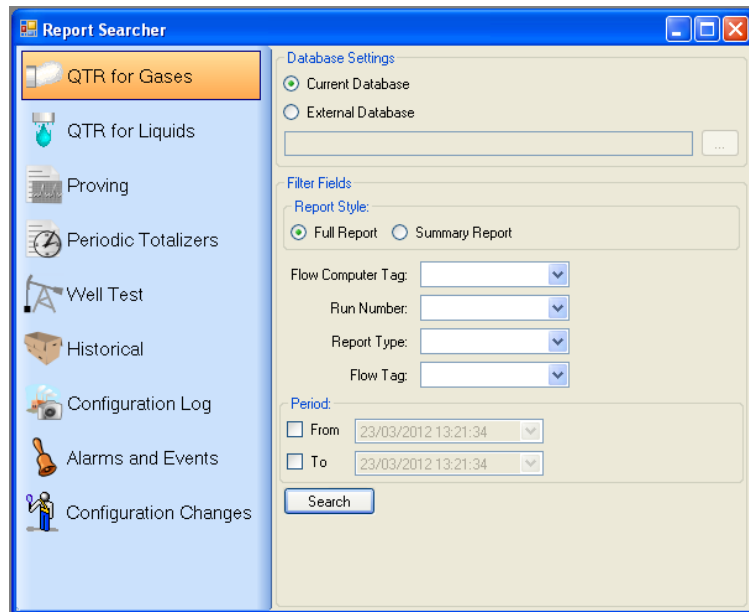 Report Searcher
QTR for Gases
QTR for Liquids
Proving
Periodic Totalizers
Well Test
Historical
Configuration Log
Alarms and Events
Configuration Changes
Database Settings
Current Database
External Database
...
Filter Fields
Report Style:
Full Report Summary Report
Flow Computer Tag:
Run Number:
Report Type:
Flow Tag:
Period:
From 23/03/2012 13:21:34
To 23/03/2012 13:21:34
Search